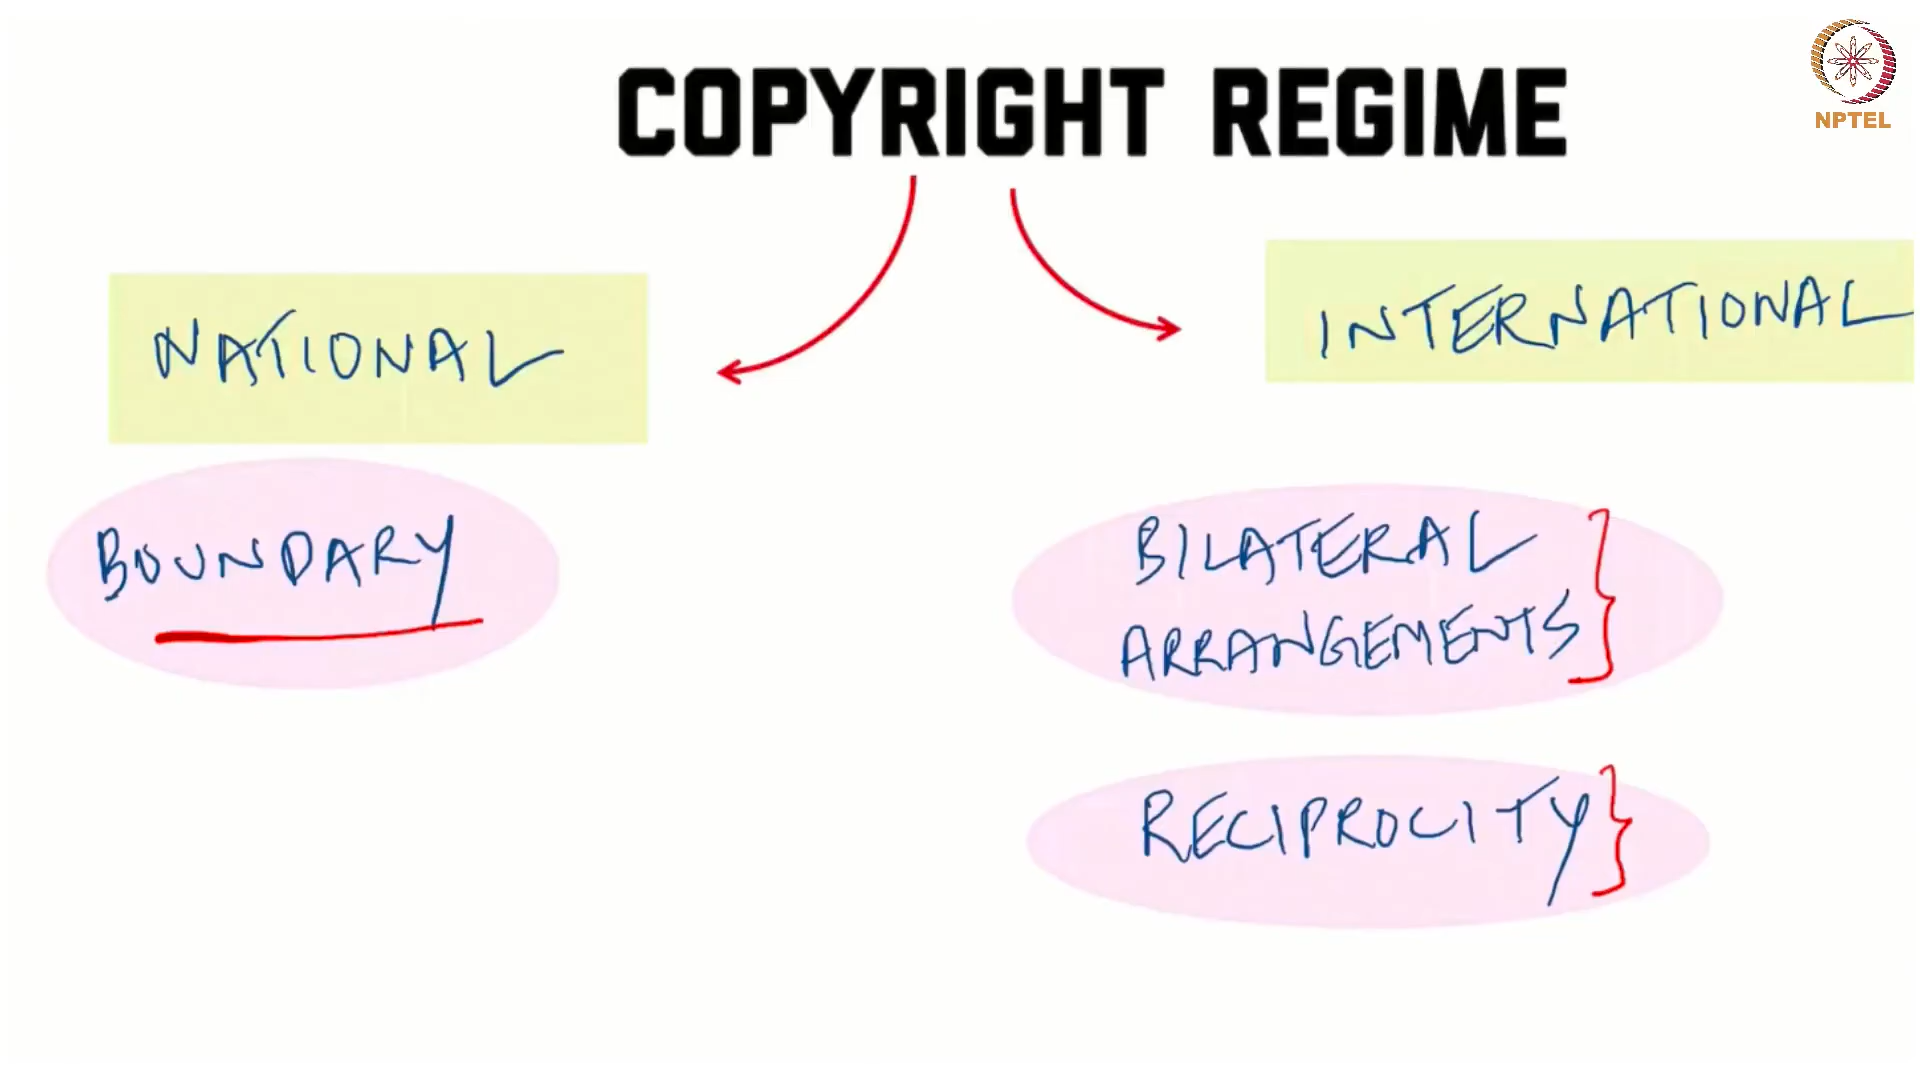 COPYRIGHT REGIME
NPTEL
NATIONAL
INTERNATIONAL
BOUNDARY
BILATERAL
ARRANGEMENTS
RECIPROCITY